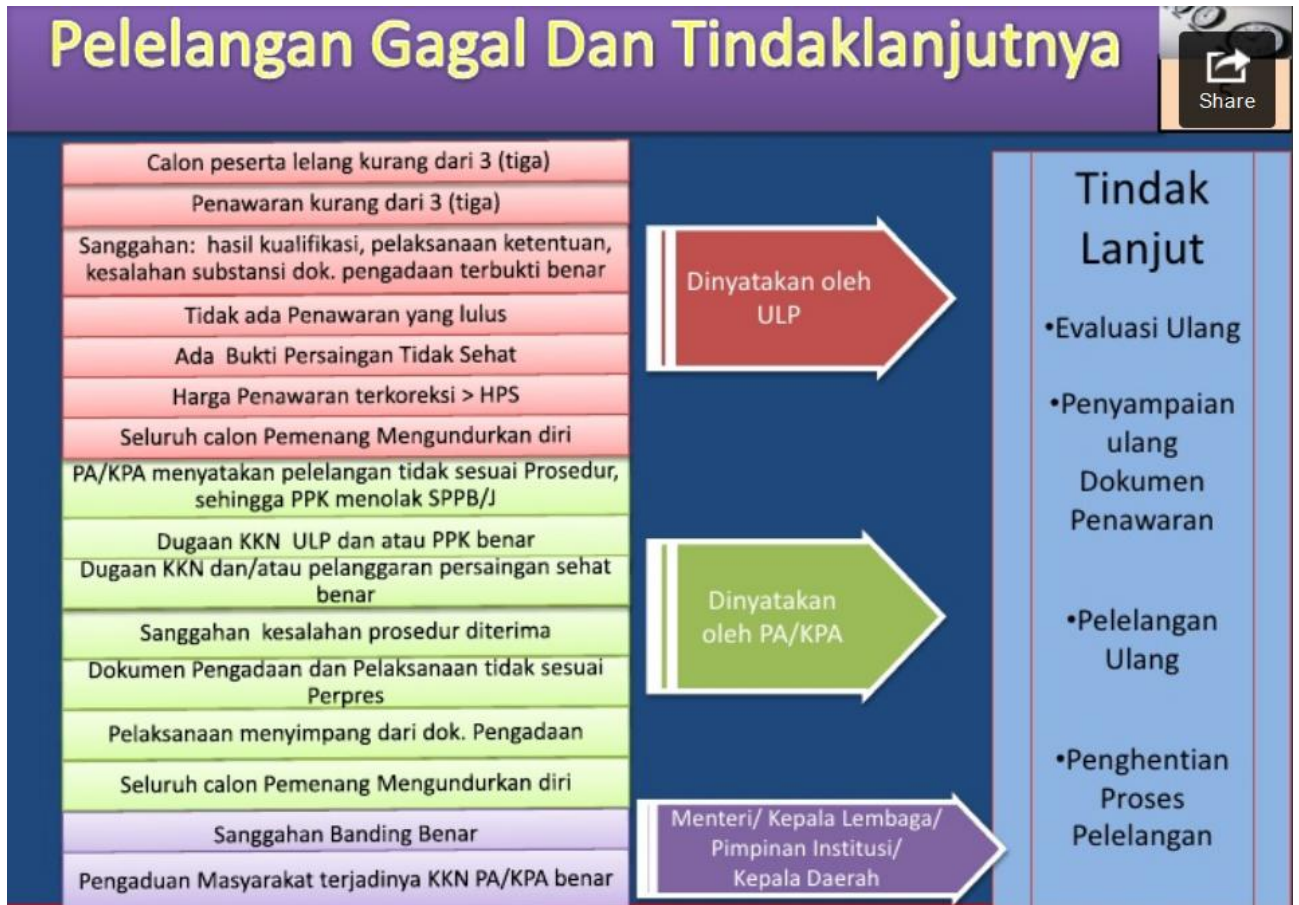 Pelelangan Gagal Dan Tindaklanjutnya
Share
Calon peserta lelang kurang dari 3 (tiga)
Penawaran kurang dari 3 (tiga)
Sanggahan: hasil kualifikasi, pelaksanaan ketentuan,
kesalahan substansi dok. pengadaan terbukti benar
Tidak ada Penawaran yang lulus
Ada Bukti Persaingan Tidak Sehat
Harga Penawaran terkoreksi > HPS
Seluruh calon Pemenang Mengundurkan diri
PA/KPA menyatakan pelelangan tidak sesuai Prosedur,
sehingga PPK menolak SPPB/J
Dugaan KKN ULP dan atau PPK benar
Dugaan KKN dan/atau pelanggaran persaingan sehat
benar
Sanggahan kesalahan prosedur diterima
Dokumen Pengadaan dan Pelaksanaan tidak sesuai
Perpres
Pelaksanaan menyimpang dari dok. Pengadaan
Seluruh calon Pemenang Mengundurkan diri
Sanggahan Banding Benar
Pengaduan Masyarakat terjadinya KKN PA/KPA benar
Dinyatakan oleh
ULP
Dinyatakan
oleh PA/KPA
Menteri/ Kepala Lembaga/
Pimpinan Institusi/
Kepala Daerah
Tindak
Lanjut
•Evaluasi Ulang
•Penyampaian
ulang
Dokumen
Penawaran
•Pelelangan
Ulang
•Penghentian
Proses
Pelelangan